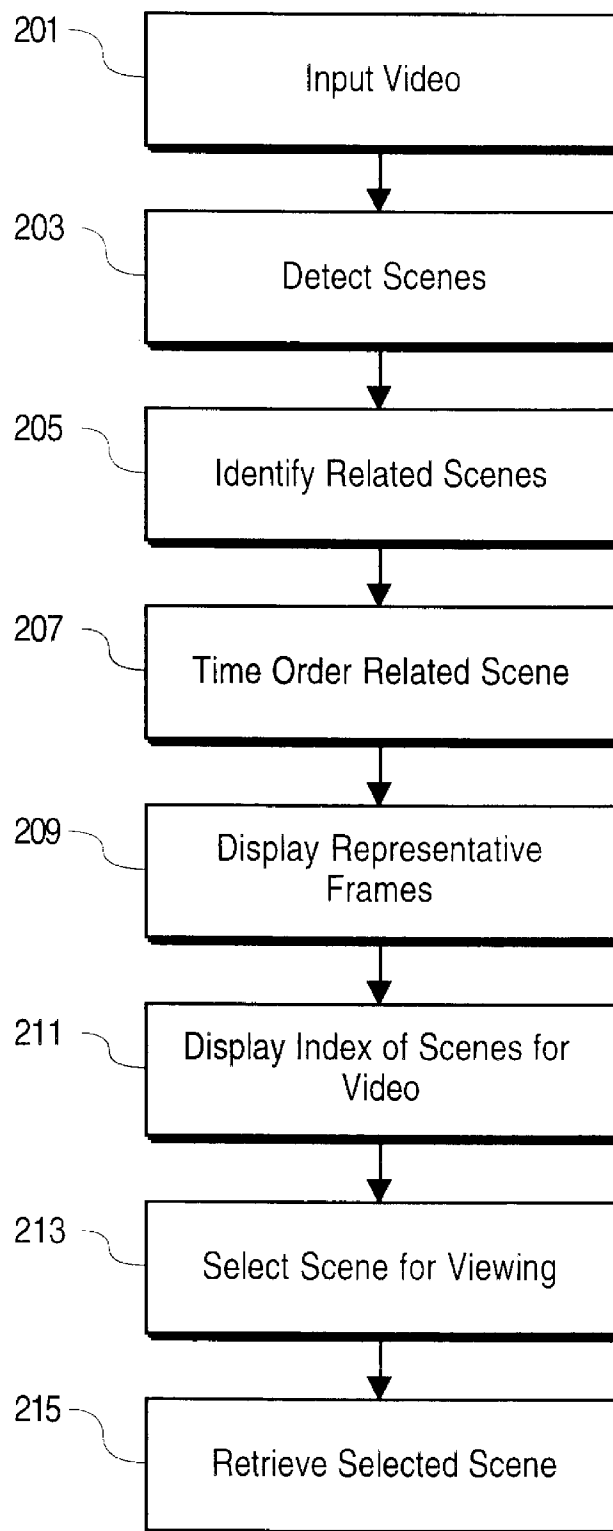 201
Input Video
203
Detect Scenes
205
Identify Related Scenes
207
Time Order Related Scene
209
Display Representative
Frames
211
Display Index of Scenes for
Video
213
Select Scene for Viewing
215
Retrieve Selected Scene